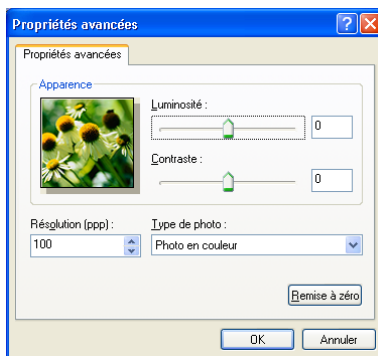 Propriétés avancées
Propriétés avancées
Apparence
Luminosité :
0
Contraste :
0
Résolution (ppp) :
Type de photo :
100
Photo en couleur
Remise à zéro
OK
Annuler